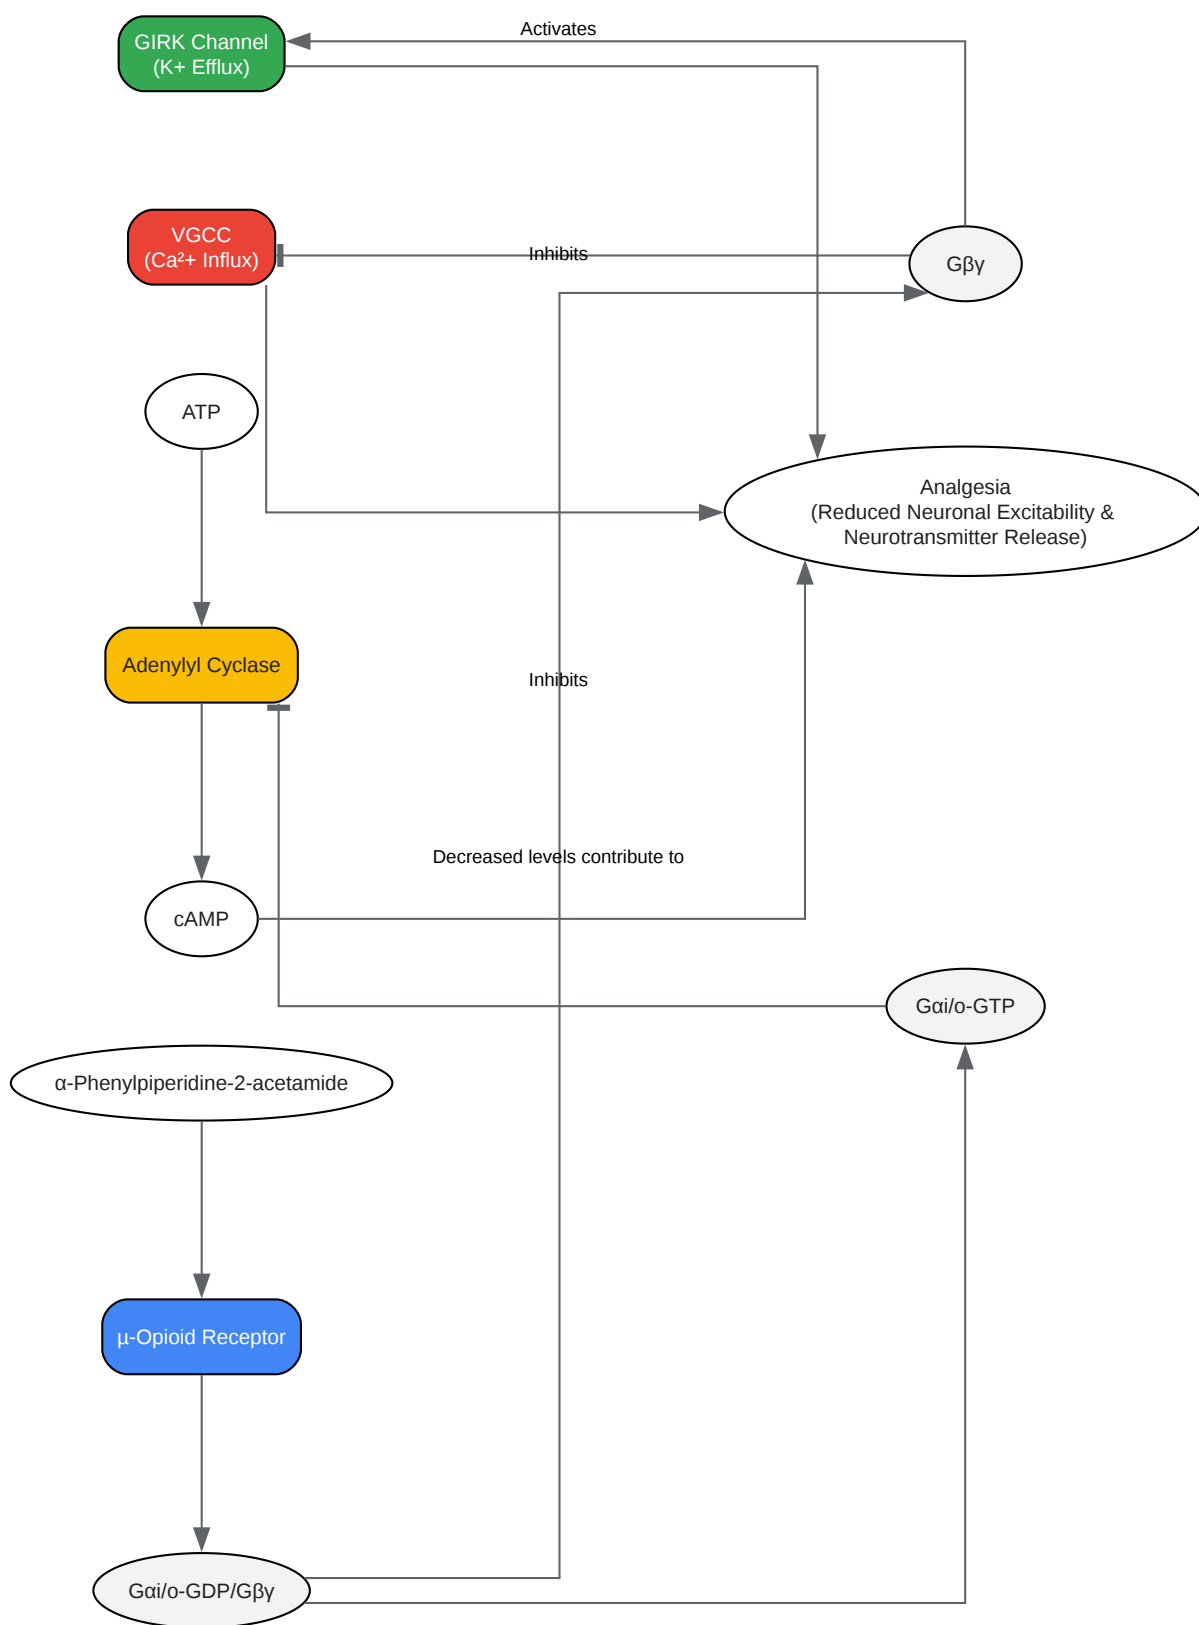 Activates
GIRK Channel
(K+ Efflux)
VGCC
(Ca²+ Influx)
Inhibits
Gβγ
ATP
Analgesia
(Reduced Neuronal Excitability &
Neurotransmitter Release)
Adenylyl Cyclase
Inhibits
Decreased levels contribute to
cAMP
Gαi/o-GTP
α-Phenylpiperidine-2-acetamide
µ-Opioid Receptor
Gαi/o-GDP/Gβγ